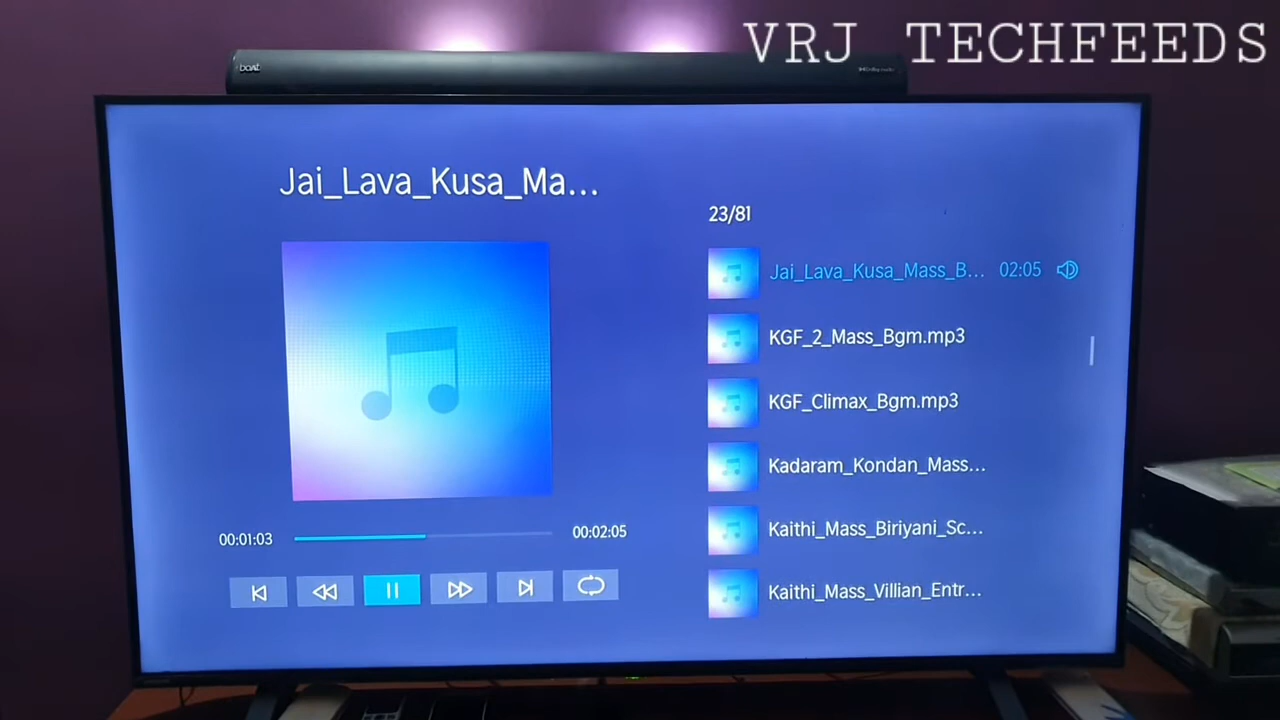 VRJ TECHFEEDS
boAt
Jai_Lava_Kusa_Ma...
23/81
Jai_Lava_Kusa_Mass_B... 02:05
KGF_2_Mass_Bgm.mp3
KGF_Climax_Bgm.mp3
Kadaram_Kondan_Mass...
Kaithi_Mass_Biriyani_Sc...
Kaithi_Mass_Villian_Entr...
00:01:03
00:02:05